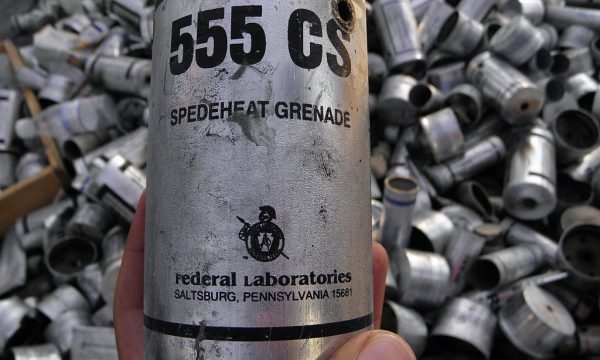 555 CS
SPEDEHEAT GRENADE
Federal Laboratories
SALTSBURG, PENNSYLVANIA 15681